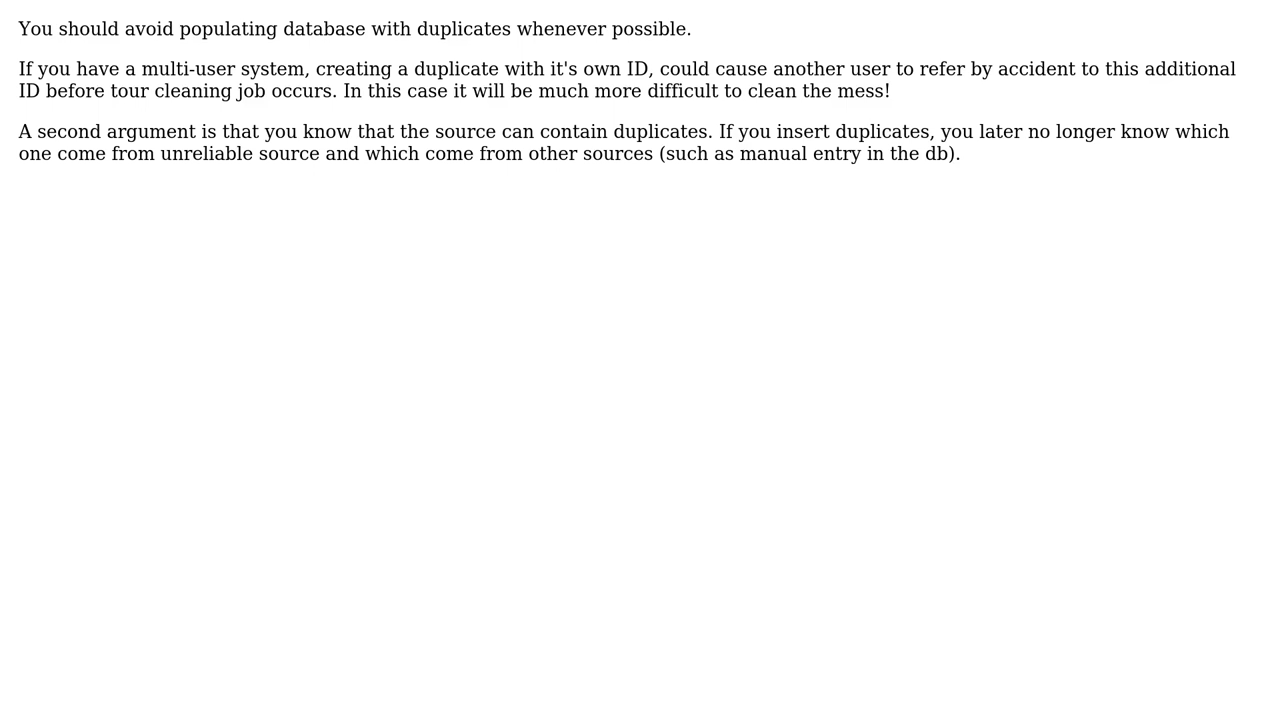 You should avoid populating database with duplicates whenever possible.
If you have a multi-user system, creating a duplicate with it's own ID, could cause another user to refer by accident to this additional
ID before tour cleaning job occurs. In this case it will be much more difficult to clean the mess!
A second argument is that you know that the source can contain duplicates. If you insert duplicates, you later no longer know which
one come from unreliable source and which come from other sources (such as manual entry in the db).